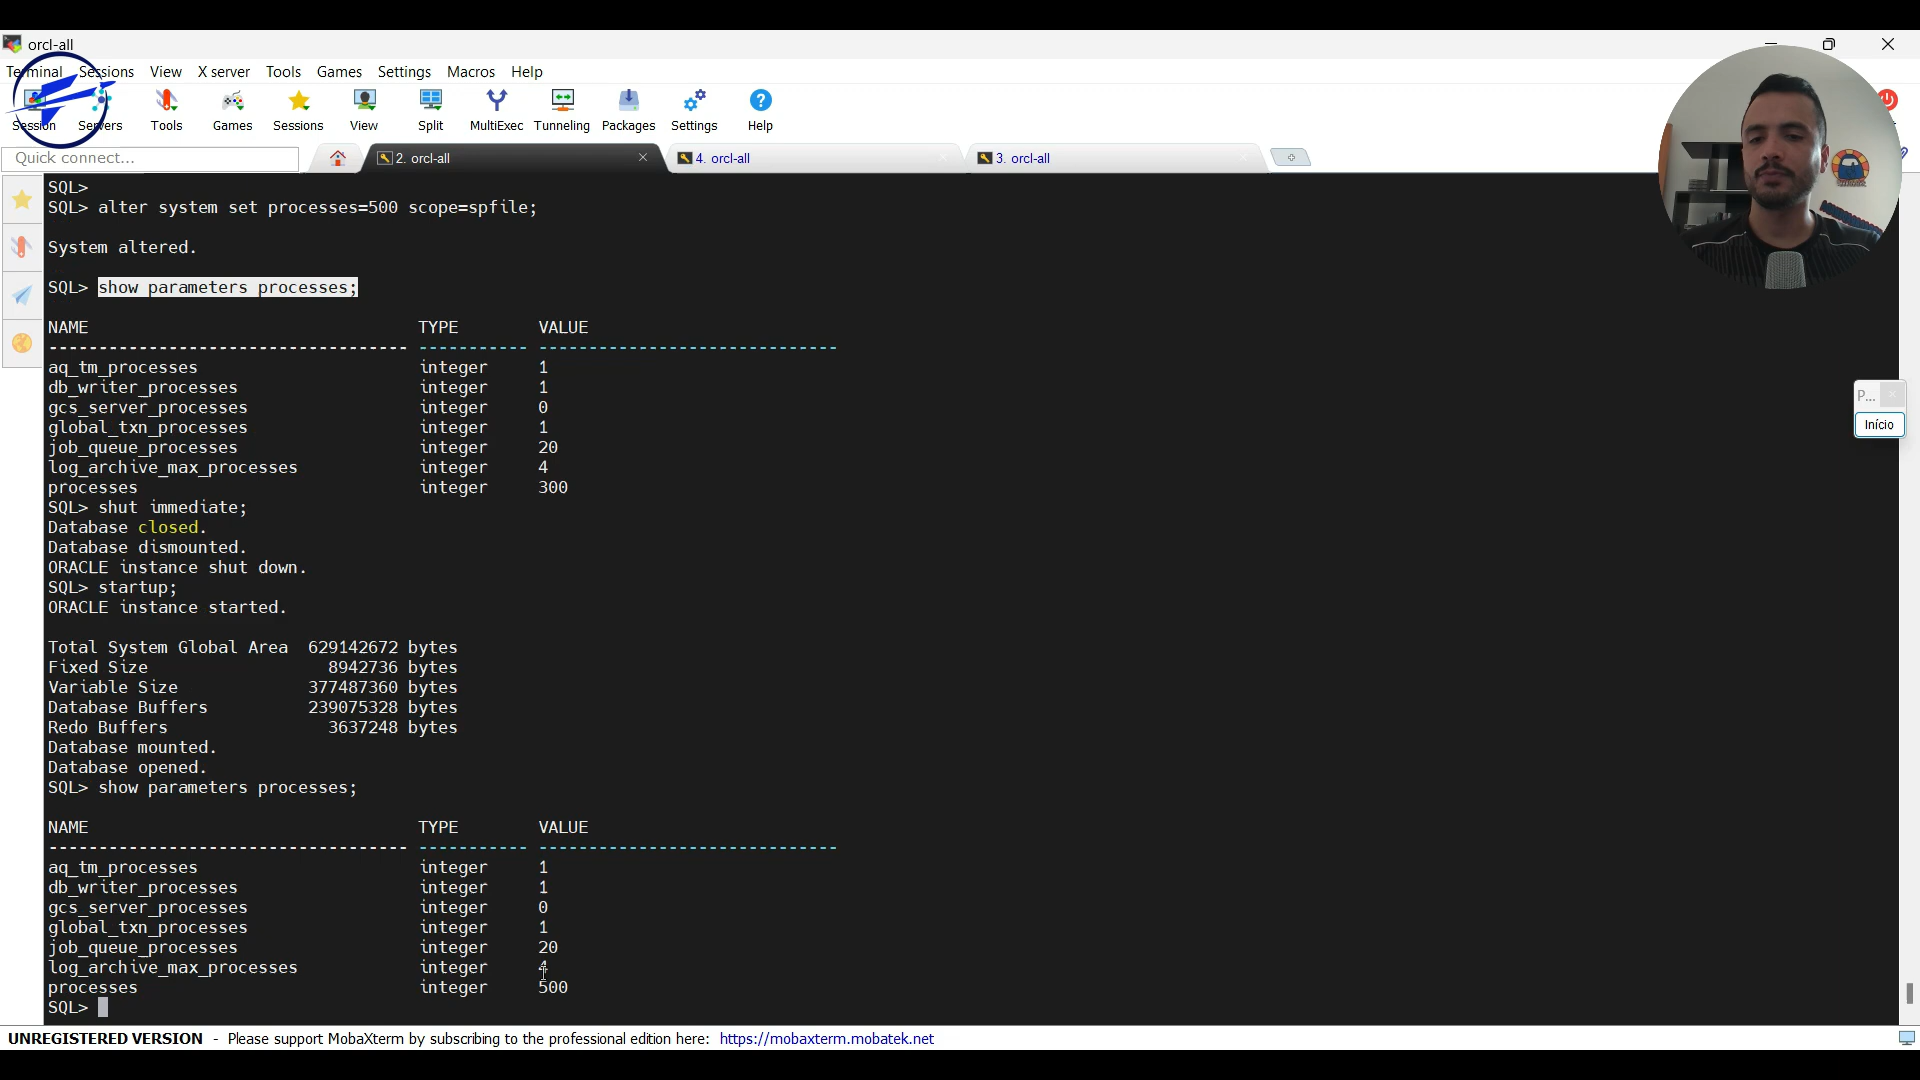 orcl-all
Terminal Sessions View X server Tools Games Settings Macros Help
Session Servers Tools Games Sessions View Split MultiExec Tunneling Packages Settings Help
Quick connect...
2. orcl-all
4. orcl-all
3. orcl-all
SQL>
SQL> alter system set processes=500 scope=spfile;
System altered.
SQL> show parameters processes;
NAME TYPE VALUE
------------------------------------ ----------- ------------------------------
aq_tm_processes integer 1
db_writer_processes integer 1
gcs_server_processes integer 0
global_txn_processes integer 1
job_queue_processes integer 20
log_archive_max_processes integer 4
processes integer 300
SQL> shut immediate;
Database closed.
Database dismounted.
ORACLE instance shut down.
SQL> startup;
ORACLE instance started.
Total System Global Area 629142672 bytes
Fixed Size 8942736 bytes
Variable Size 377487360 bytes
Database Buffers 239075328 bytes
Redo Buffers 3637248 bytes
Database mounted.
Database opened.
SQL> show parameters processes;
NAME TYPE VALUE
------------------------------------ ----------- ------------------------------
aq_tm_processes integer 1
db_writer_processes integer 1
gcs_server_processes integer 0
global_txn_processes integer 1
job_queue_processes integer 20
log_archive_max_processes integer 4
processes integer 500
SQL>
P...
Início
UNREGISTERED VERSION - Please support MobaXterm by subscribing to the professional edition here: https://mobaxterm.mobatek.net